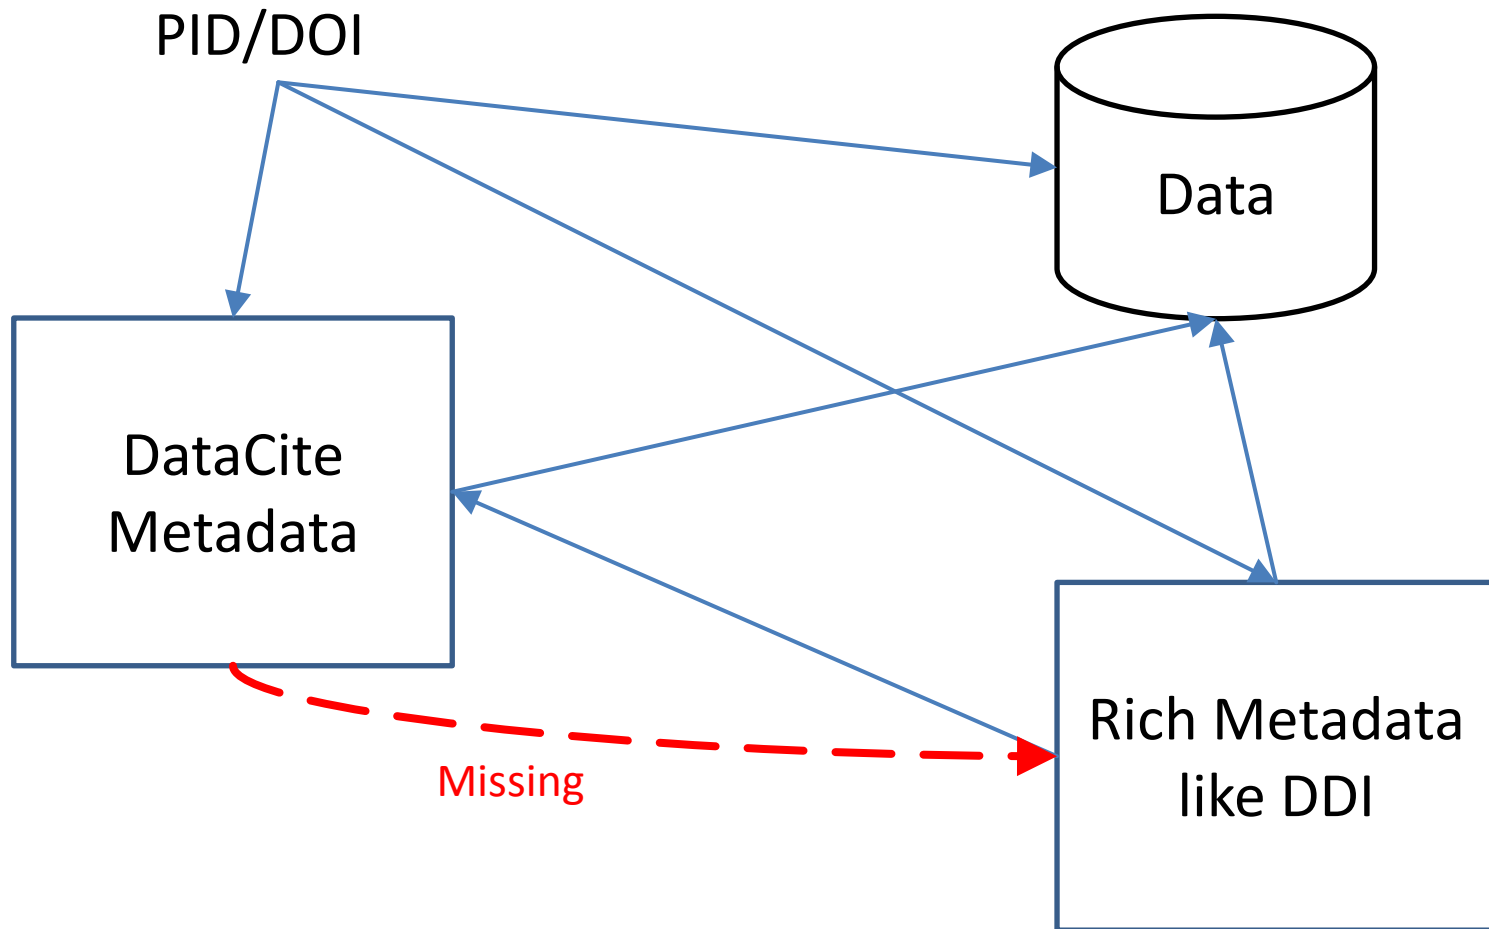 PID/DOI
Data
DataCite
Metadata
Missing
Rich Metadata
like DDI